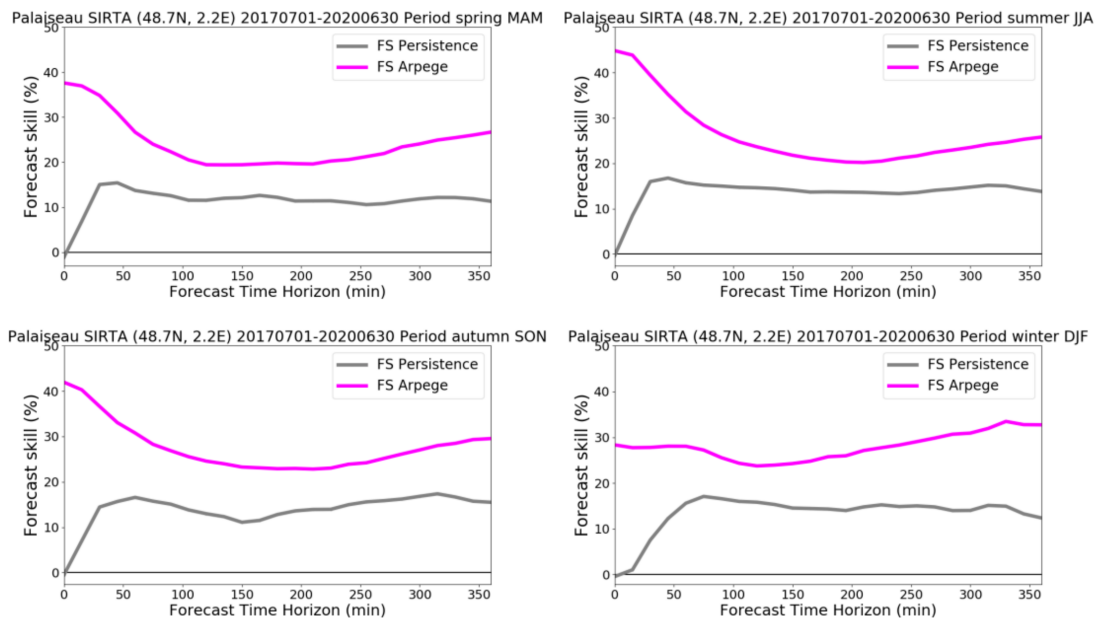 Palaiseau SIRTA (48.7N, 2.2E) 20170701-20200630 Period spring MAM
50
40
30
20
10
0
Forecast skill (%)
FS Persistence
FS Arpege
0 50 100 150 200 250 300 350
Forecast Time Horizon (min)
Palaiseau SIRTA (48.7N, 2.2E) 20170701-20200630 Period summer JJA
50
40
30
20
10
0
Forecast skill (%)
FS Persistence
FS Arpege
0 50 100 150 200 250 300 350
Forecast Time Horizon (min)
Palaiseau SIRTA (48.7N, 2.2E) 20170701-20200630 Period autumn SON
50
40
30
20
10
0
Forecast skill (%)
FS Persistence
FS Arpege
0 50 100 150 200 250 300 350
Forecast Time Horizon (min)
Palaiseau SIRTA (48.7N, 2.2E) 20170701-20200630 Period winter DJF
50
40
30
20
10
0
Forecast skill (%)
FS Persistence
FS Arpege
0 50 100 150 200 250 300 350
Forecast Time Horizon (min)